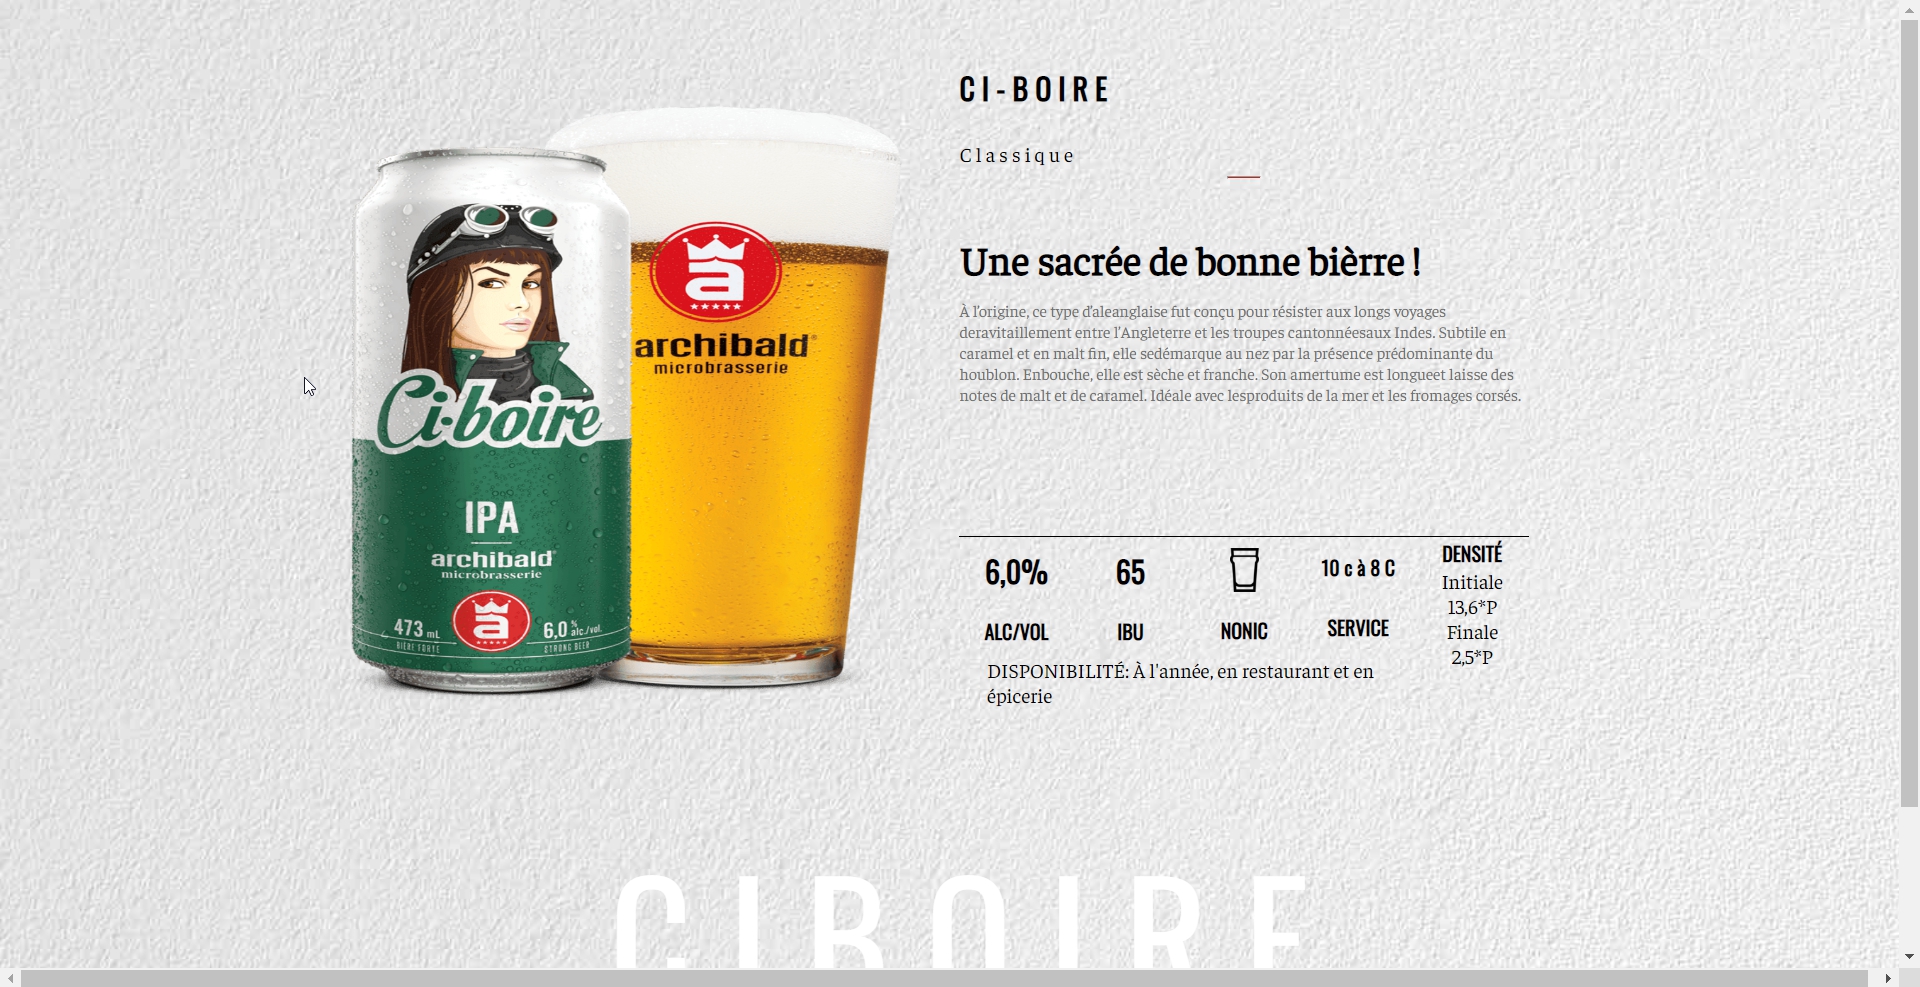 CI-BOIRE
Classique
Une sacrée de bonne bièrre !
À l'origine, ce type d'aleanglaise fut conçu pour résister aux longs voyages
deravitaillement entre l'Angleterre et les troupes cantonnéesaux Indes. Subtile en
caramel et en malt fin, elle sedémarque au nez par la présence prédominante du
houblon. Enbouche, elle est sèche et franche. Son amertume est longueet laisse des
notes de malt et de caramel. Idéale avec lesproduits de la mer et les fromages corsés.
6,0%
ALC/VOL
65
IBU
NONIC
10 c à 8 C
SERVICE
DENSITÉ
Initiale
13,6*P
Finale
2,5*P
DISPONIBILITÉ: À l'année, en restaurant et en
épicerie
Ci-boire
IPA
archibald
microbrasserie
473 mL
BIÈRE FORTE
a
6,0 % alc./vol.
STRONG BEER
a
archibald®
microbrasserie
CIBOIRE